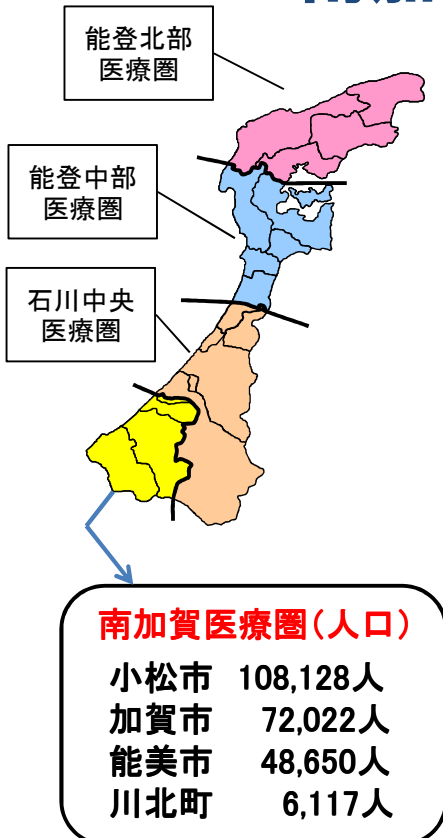 能登北部
医療圏
能登中部
医療圏
石川中央
医療圏
南加賀医療圏(人口)
小松市 108,128人
加賀市 72,022人
能美市 48,650人
川北町 6,117人